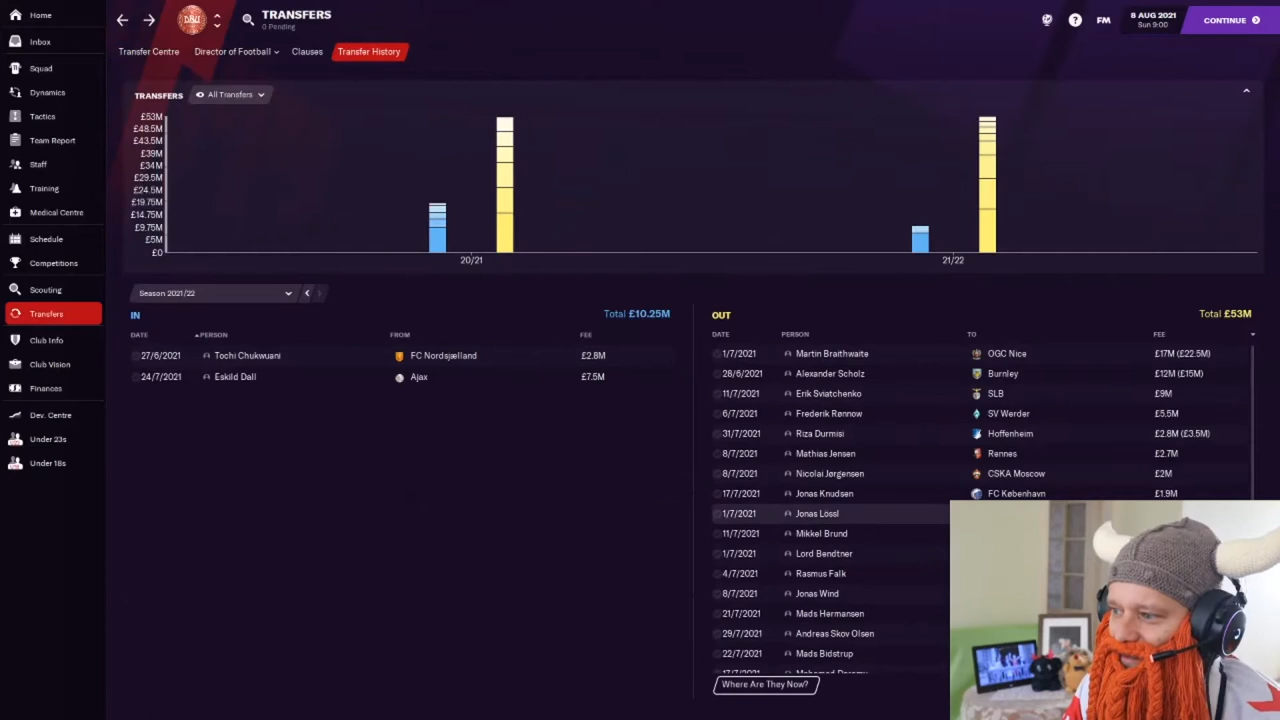 Home
DBU
TRANSFERS
0 Pending
FM
8 AUG 2021
Sun 9:00
CONTINUE
Inbox
Squad
Dynamics
Tactics
Team Report
Staff
Training
Medical Centre
Schedule
Competitions
Scouting
Transfers
Club Info
Club Vision
Finances
Dev. Centre
Under 23s
Under 18s
Transfer Centre Director of Football Clauses Transfer History
TRANSFERS All Transfers
£53M
£48.5M
£43.5M
£39M
£34M
£29.5M
£24.5M
£19.75M
£14.75M
£9.75M
£5M
£0
20/21 21/22
Season 2021/22
IN Total £10.25M
DATE PERSON FROM FEE
27/6/2021 Tochi Chukwuani FC Nordsjælland £2.8M
24/7/2021 Eskild Dall Ajax £7.5M
OUT Total £53M
DATE PERSON TO FEE
1/7/2021 Martin Braithwaite OGC Nice £17M (£22.5M)
28/6/2021 Alexander Scholz Burnley £12M (£15M)
11/7/2021 Erik Sviatchenko SLB £9M
6/7/2021 Frederik Rønnow SV Werder £5.5M
31/7/2021 Riza Durmisi Hoffenheim £2.8M (£3.5M)
8/7/2021 Mathias Jensen Rennes £2.7M
8/7/2021 Nicolai Jørgensen CSKA Moscow £2M
17/7/2021 Jonas Knudsen FC København £1.9M
1/7/2021 Jonas Lössl
11/7/2021 Mikkel Brund
1/7/2021 Lord Bendtner
4/7/2021 Rasmus Falk
8/7/2021 Jonas Wind
21/7/2021 Mads Hermansen
29/7/2021 Andreas Skov Olsen
22/7/2021 Mads Bidstrup
Where Are They Now?